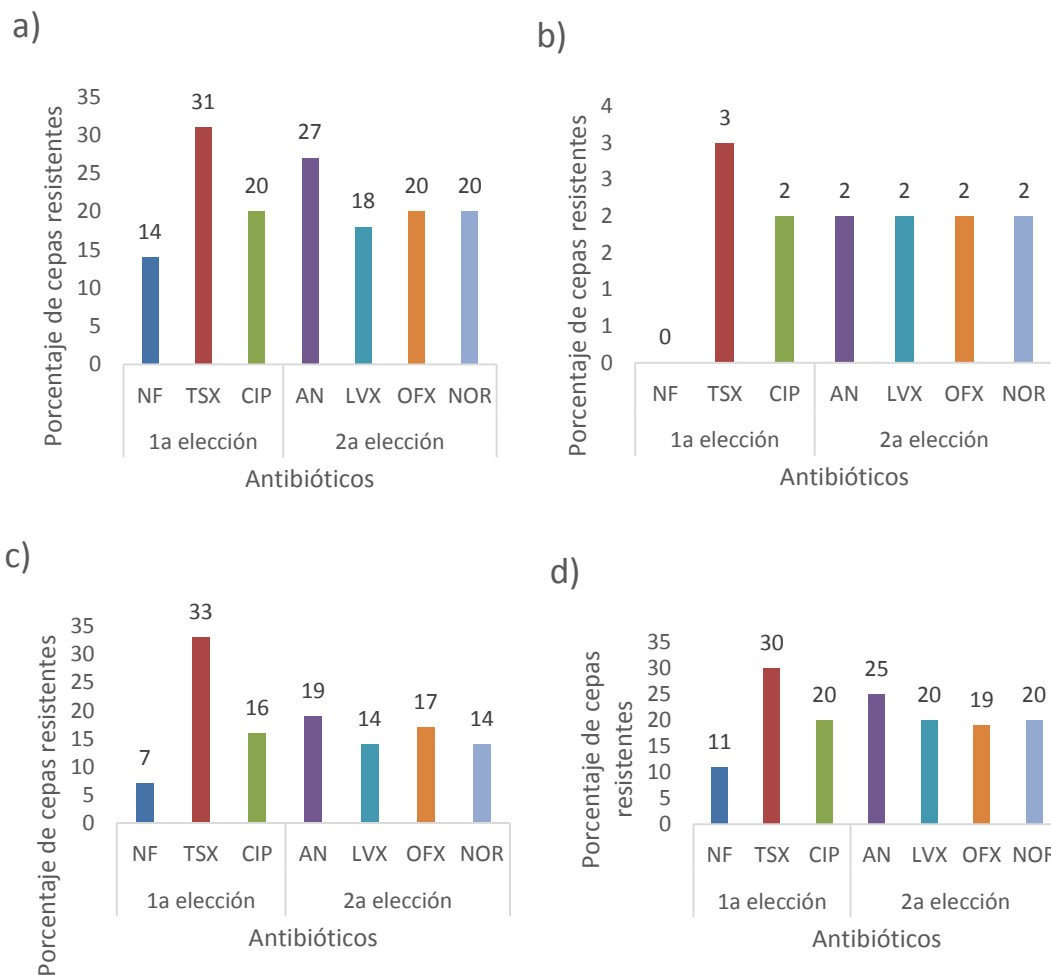 a)
Porcentaje de cepas resistentes
35
30
25
20
15
10
5
0
14
31
20
27
18
20
20
NF TSX CIP AN LVX OFX NOR
1a elección 2a elección
Antibióticos
b)
Porcentaje de cepas resistentes
4
3
3
2
2
1
1
0
0
3
2
2
2
2
2
NF TSX CIP AN LVX OFX NOR
1a elección 2a elección
Antibióticos
c)
Porcentaje de cepas resistentes
35
30
25
20
15
10
5
0
7
33
16
19
14
17
14
NF TSX CIP AN LVX OFX NOR
1a elección 2a elección
Antibióticos
d)
Porcentaje de cepas
resistentes
35
30
25
20
15
10
5
0
11
30
20
25
20
19
20
NF TSX CIP AN LVX OFX NOR
1a elección 2a elección
Antibióticos